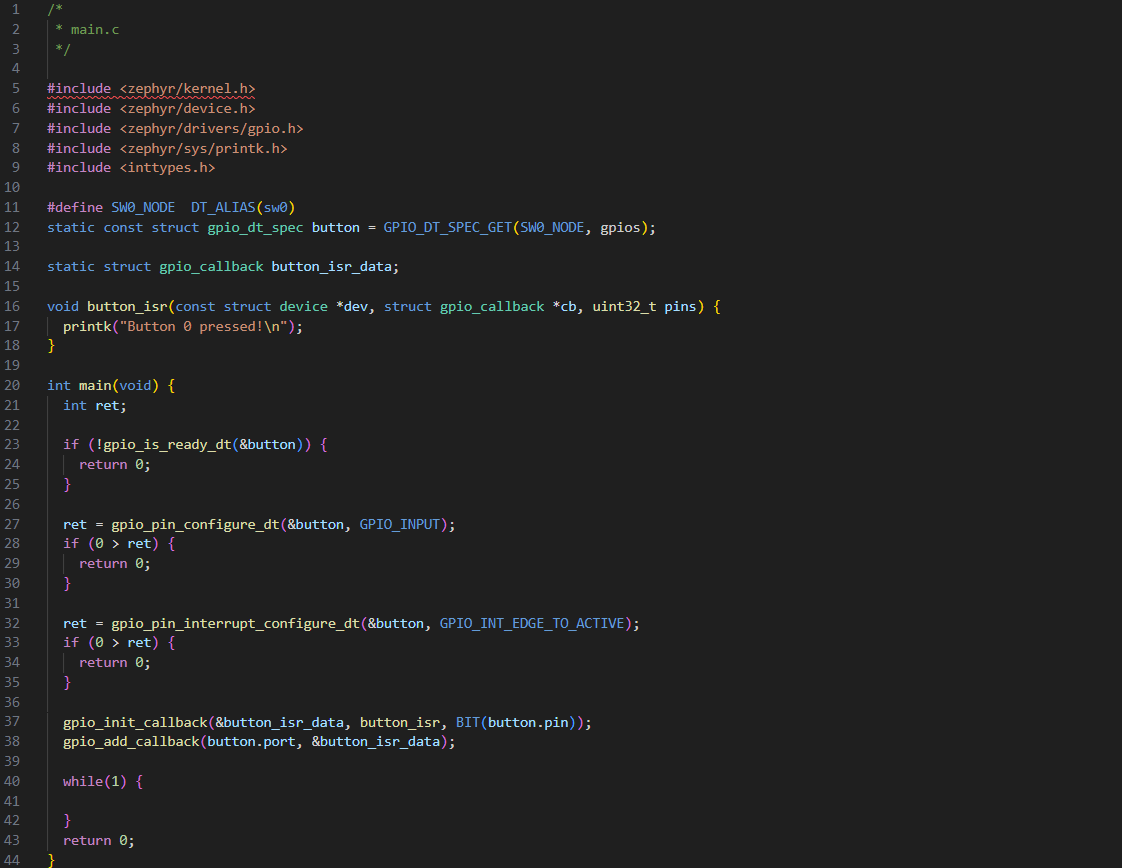 1 /*
2  * main.c
3  */
4
5 #include <zephyr/kernel.h>
6 #include <zephyr/device.h>
7 #include <zephyr/drivers/gpio.h>
8 #include <zephyr/sys/printk.h>
9 #include <inttypes.h>
10
11 #define SW0_NODE  DT_ALIAS(sw0)
12 static const struct gpio_dt_spec button = GPIO_DT_SPEC_GET(SW0_NODE, gpios);
13
14 static struct gpio_callback button_isr_data;
15
16 void button_isr(const struct device *dev, struct gpio_callback *cb, uint32_t pins) {
17   printk("Button 0 pressed!\n");
18 }
19
20 int main(void) {
21   int ret;
22
23   if (!gpio_is_ready_dt(&button)) {
24     return 0;
25   }
26
27   ret = gpio_pin_configure_dt(&button, GPIO_INPUT);
28   if (0 > ret) {
29     return 0;
30   }
31
32   ret = gpio_pin_interrupt_configure_dt(&button, GPIO_INT_EDGE_TO_ACTIVE);
33   if (0 > ret) {
34     return 0;
35   }
36
37   gpio_init_callback(&button_isr_data, button_isr, BIT(button.pin));
38   gpio_add_callback(button.port, &button_isr_data);
39
40   while(1) {
41
42   }
43   return 0;
44 }